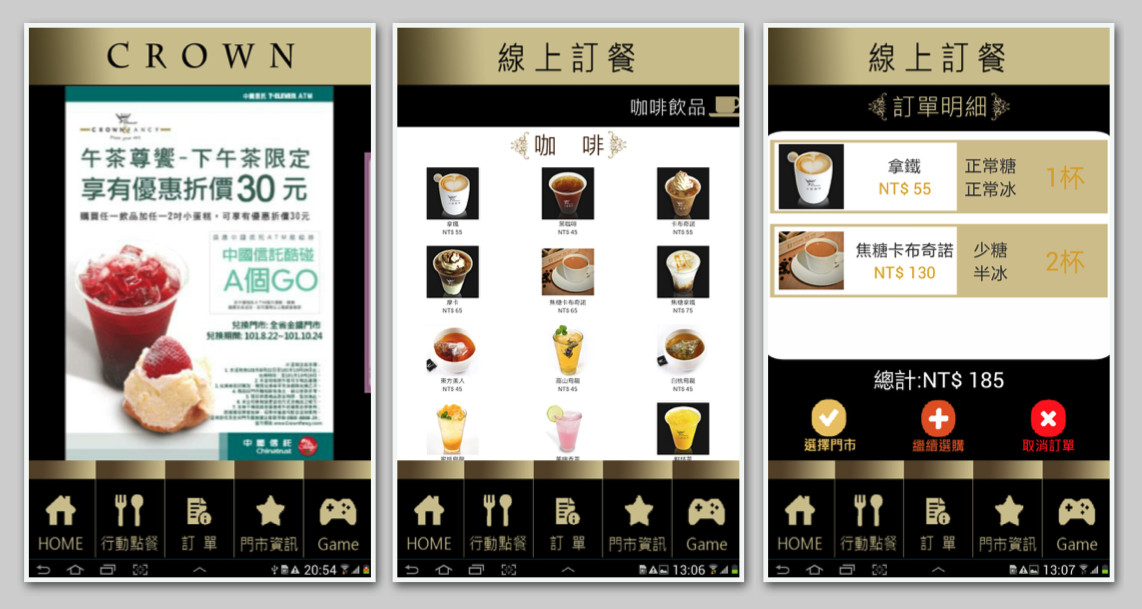 CROWN
中國信託
ATM
CROWN FANCY
午茶尊饗-下午茶限定
享有優惠折價30元
購買任一飲品加任一2吋小蛋糕，可享有優惠折價30元
中國信託酷碰
A個GO
兌換門市: 全省金鑛門市
兌換期間: 101.8.22~101.10.24
中國信託
Chinatrust
HOME
行動點餐
訂單
門市資訊
Game
20:54
線上訂餐
咖啡飲品
咖啡
拿鐵
NT$ 55
黑咖啡
NT$ 45
卡布奇諾
NT$ 55
摩卡
NT$ 65
焦糖卡布奇諾
NT$ 65
焦糖拿鐵
NT$ 75
東方美人
NT$ 45
高山烏龍
NT$ 45
白桃烏龍
NT$ 45
HOME
行動點餐
訂單
門市資訊
Game
13:06
線上訂餐
訂單明細
拿鐵
NT$ 55
正常糖
正常冰
1杯
焦糖卡布奇諾
NT$ 130
少糖
半冰
2杯
總計:NT$ 185
選擇門市
繼續選購
取消訂單
HOME
行動點餐
訂單
門市資訊
Game
13:07